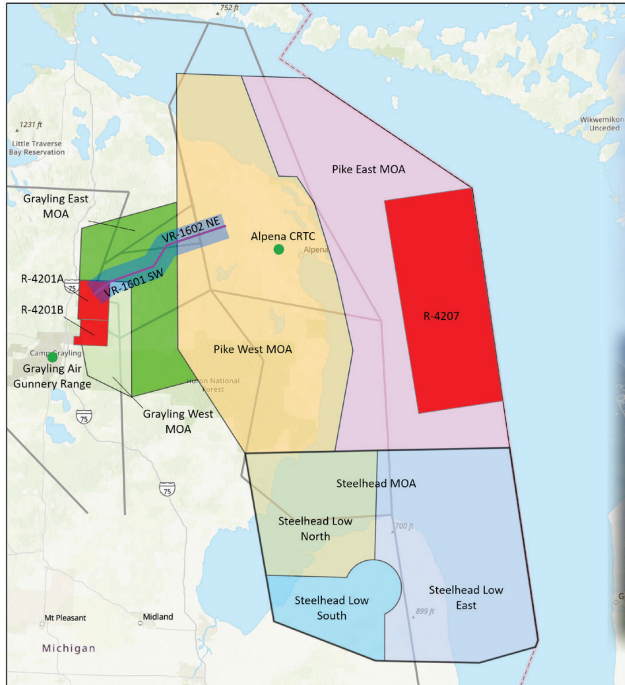 752 ft
1231 ft
Little Traverse
Bay Reservation
Wikwemikon
Unceded
Grayling East
MOA
Pike East MOA
VR-1602 NE
Alpena CRTC
Alpena
R-4201A
75
VR-1601 SW
R-4201B
R-4207
Camp Grayling
Pike West MOA
Grayling Air
Gunnery Range
Huron National
Forest
Grayling West
MOA
75
75
Steelhead MOA
Steelhead Low
North
700 ft
Steelhead Low
East
Steelhead Low
South
899 ft
Mt Pleasant
Midland
Michigan